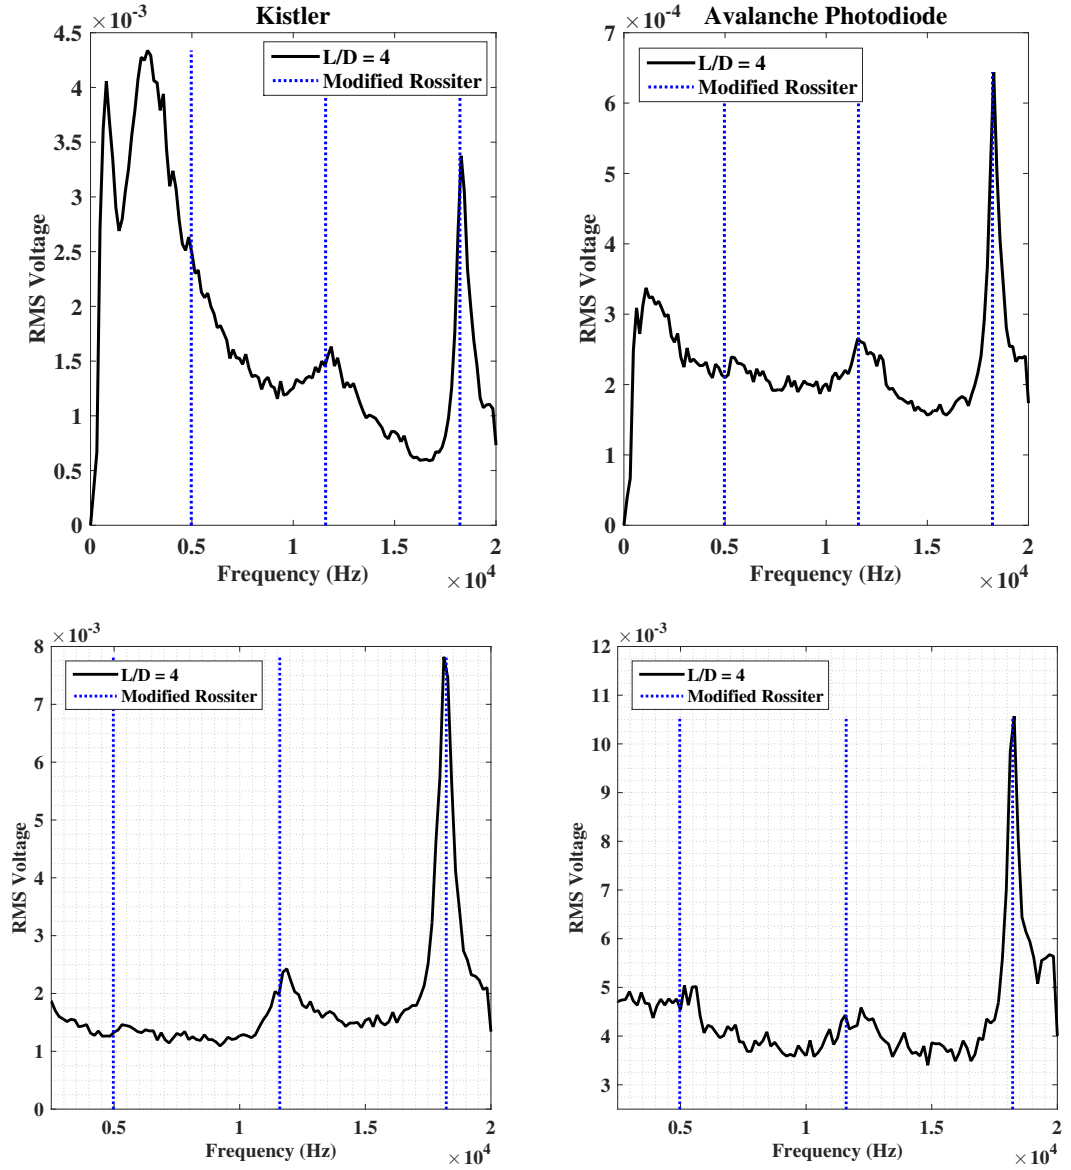 Kistler
×10-3
L/D = 4
Modified Rossiter
RMS Voltage
4.5
4
3.5
3
2.5
2
1.5
1
0.5
0
0 0.5 1 1.5 2
Frequency (Hz)
×104
Avalanche Photodiode
×10-4
L/D = 4
Modified Rossiter
RMS Voltage
7
6
5
4
3
2
1
0
0 0.5 1 1.5 2
Frequency (Hz)
×104
×10-3
L/D = 4
Modified Rossiter
RMS Voltage
8
7
6
5
4
3
2
1
0
0.5 1 1.5 2
Frequency (Hz)
×104
×10-3
L/D = 4
Modified Rossiter
RMS Voltage
12
11
10
9
8
7
6
5
4
3
0.5 1 1.5 2
Frequency (Hz)
×104